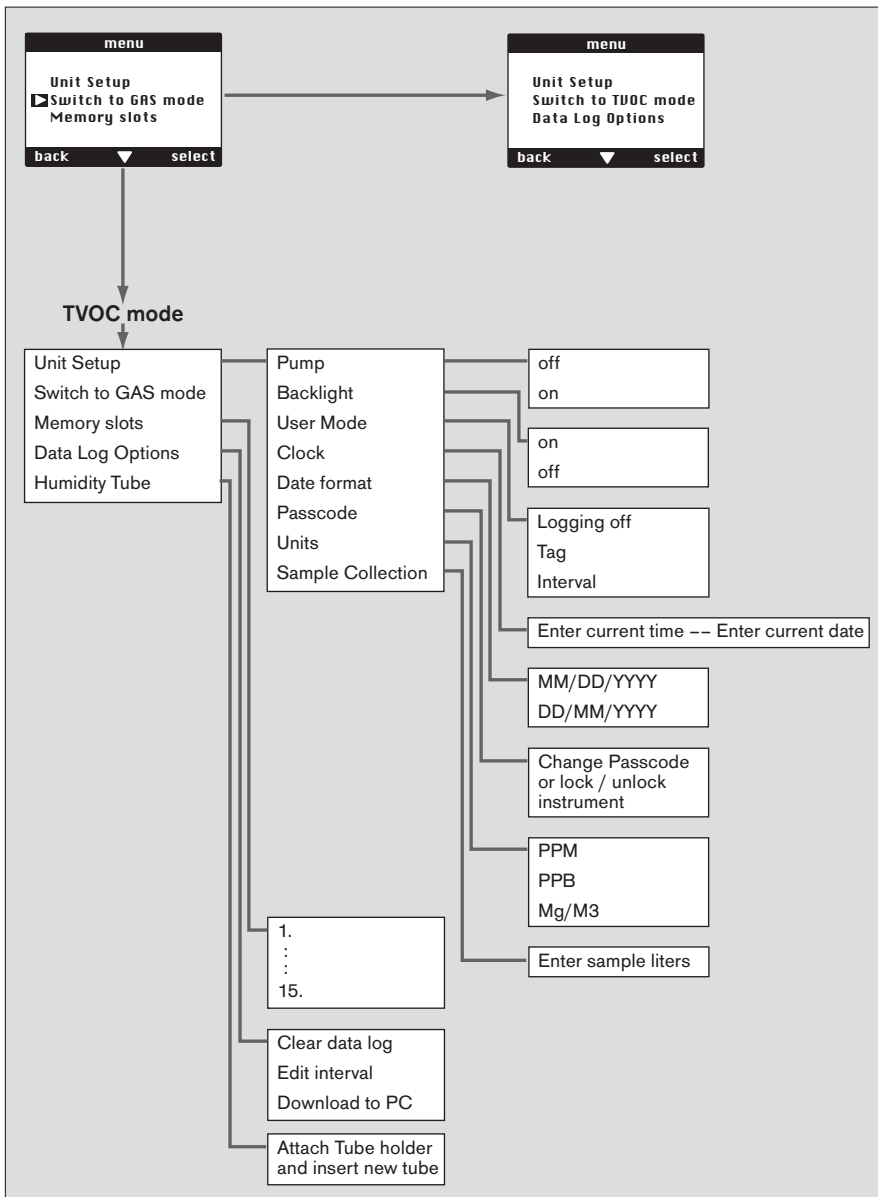 menu
Unit Setup
Switch to GAS mode
Memory slots
back select
menu
Unit Setup
Switch to TVOC mode
Data Log Options
back select
TVOC mode
Unit Setup
Switch to GAS mode
Memory slots
Data Log Options
Humidity Tube
Pump
Backlight
User Mode
Clock
Date format
Passcode
Units
Sample Collection
off
on
on
off
Logging off
Tag
Interval
Enter current time -- Enter current date
MM/DD/YYYY
DD/MM/YYYY
Change Passcode
or lock / unlock
instrument
PPM
PPB
Mg/M3
Enter sample liters
1.
:
:
15.
Clear data log
Edit interval
Download to PC
Attach Tube holder
and insert new tube